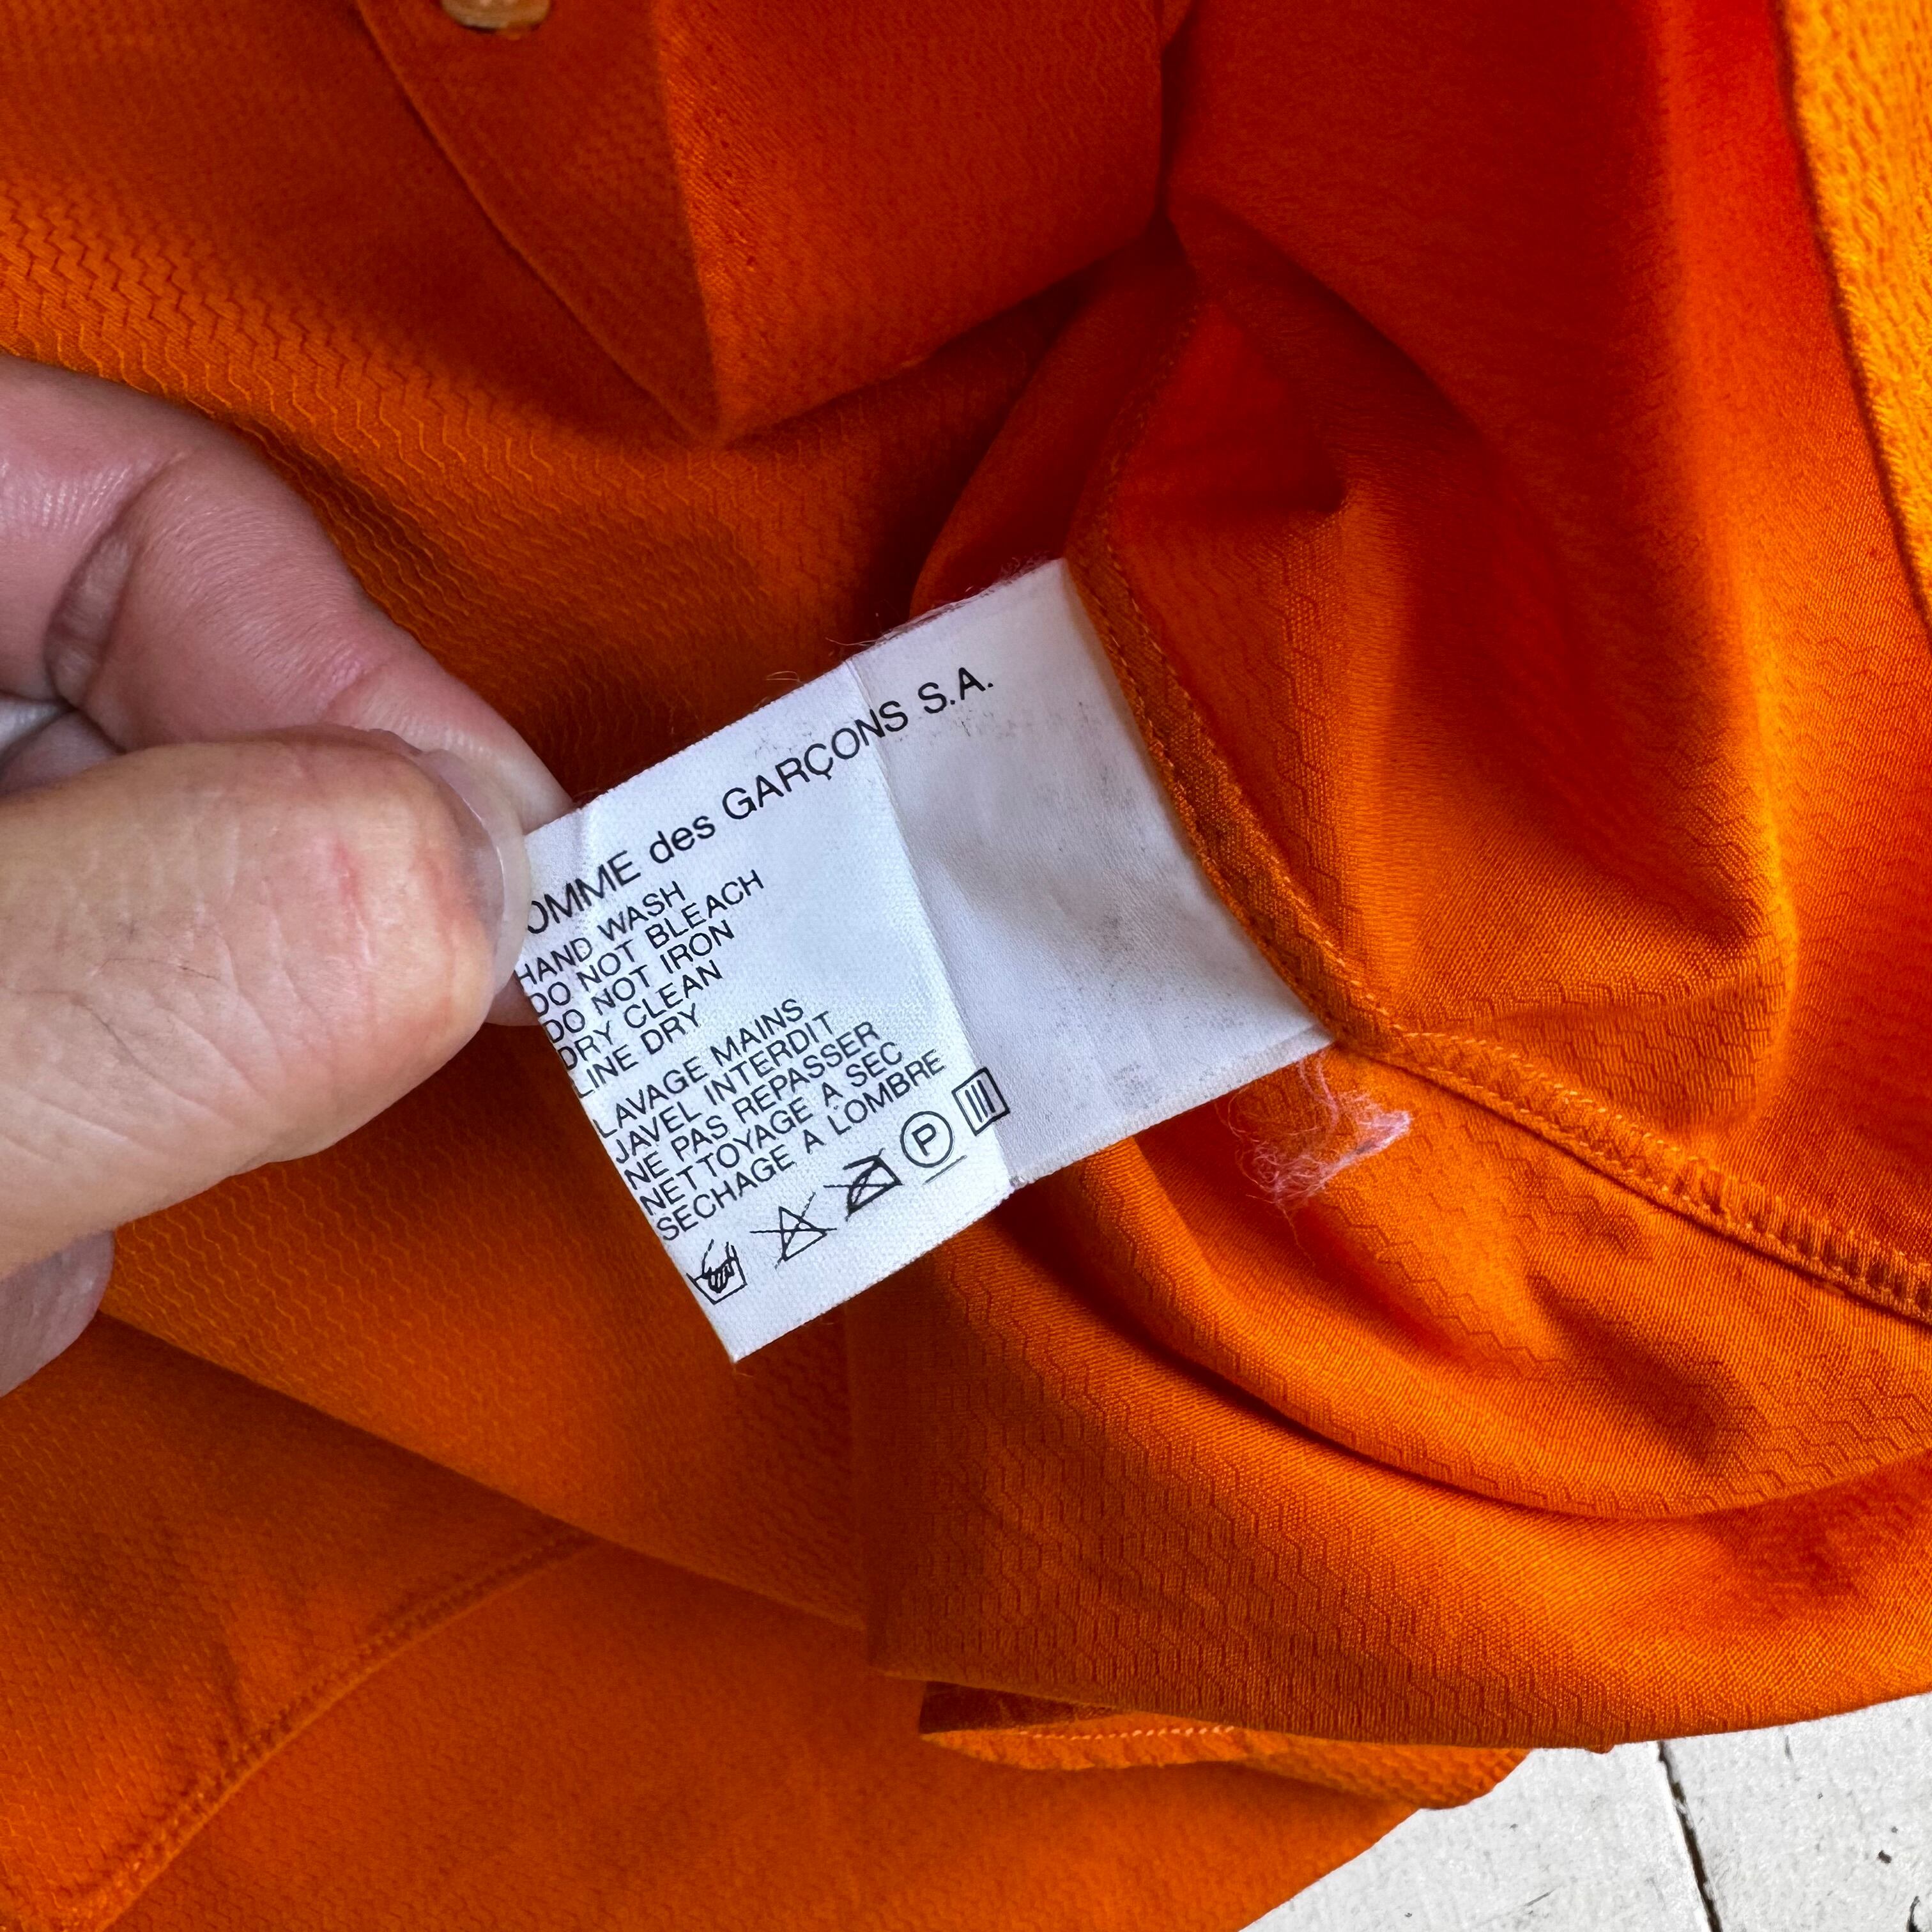 OMME des GARÇONS S.A.
HAND WASH
DO NOT BLEACH
DO NOT IRON
DRY CLEAN
LINE DRY
LAVAGE MAINS
JAVEL INTERDIT
NE PAS REPASSER
NETTOYAGE A SEC
SECHAGE A LOMBRE
P